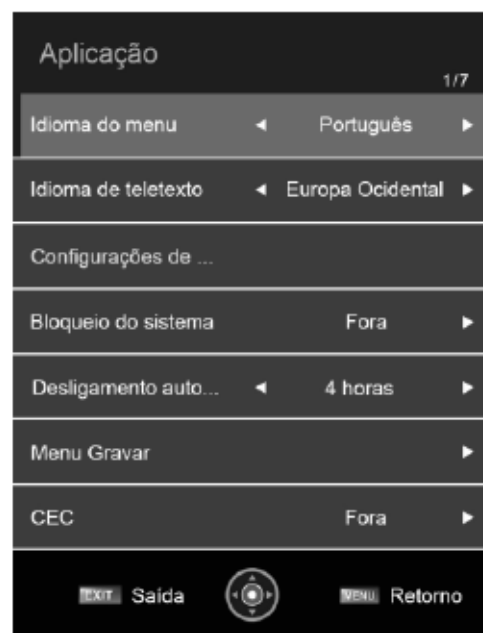 Aplicação
1/7
Idioma do menu ◄ Português ►
Idioma de teletexto ◄ Europa Ocidental ►
Configurações de ...
Bloqueio do sistema Fora ►
Desligamento auto... ◄ 4 horas ►
Menu Gravar ►
CEC Fora ►
EXIT Saída MENU Retorno